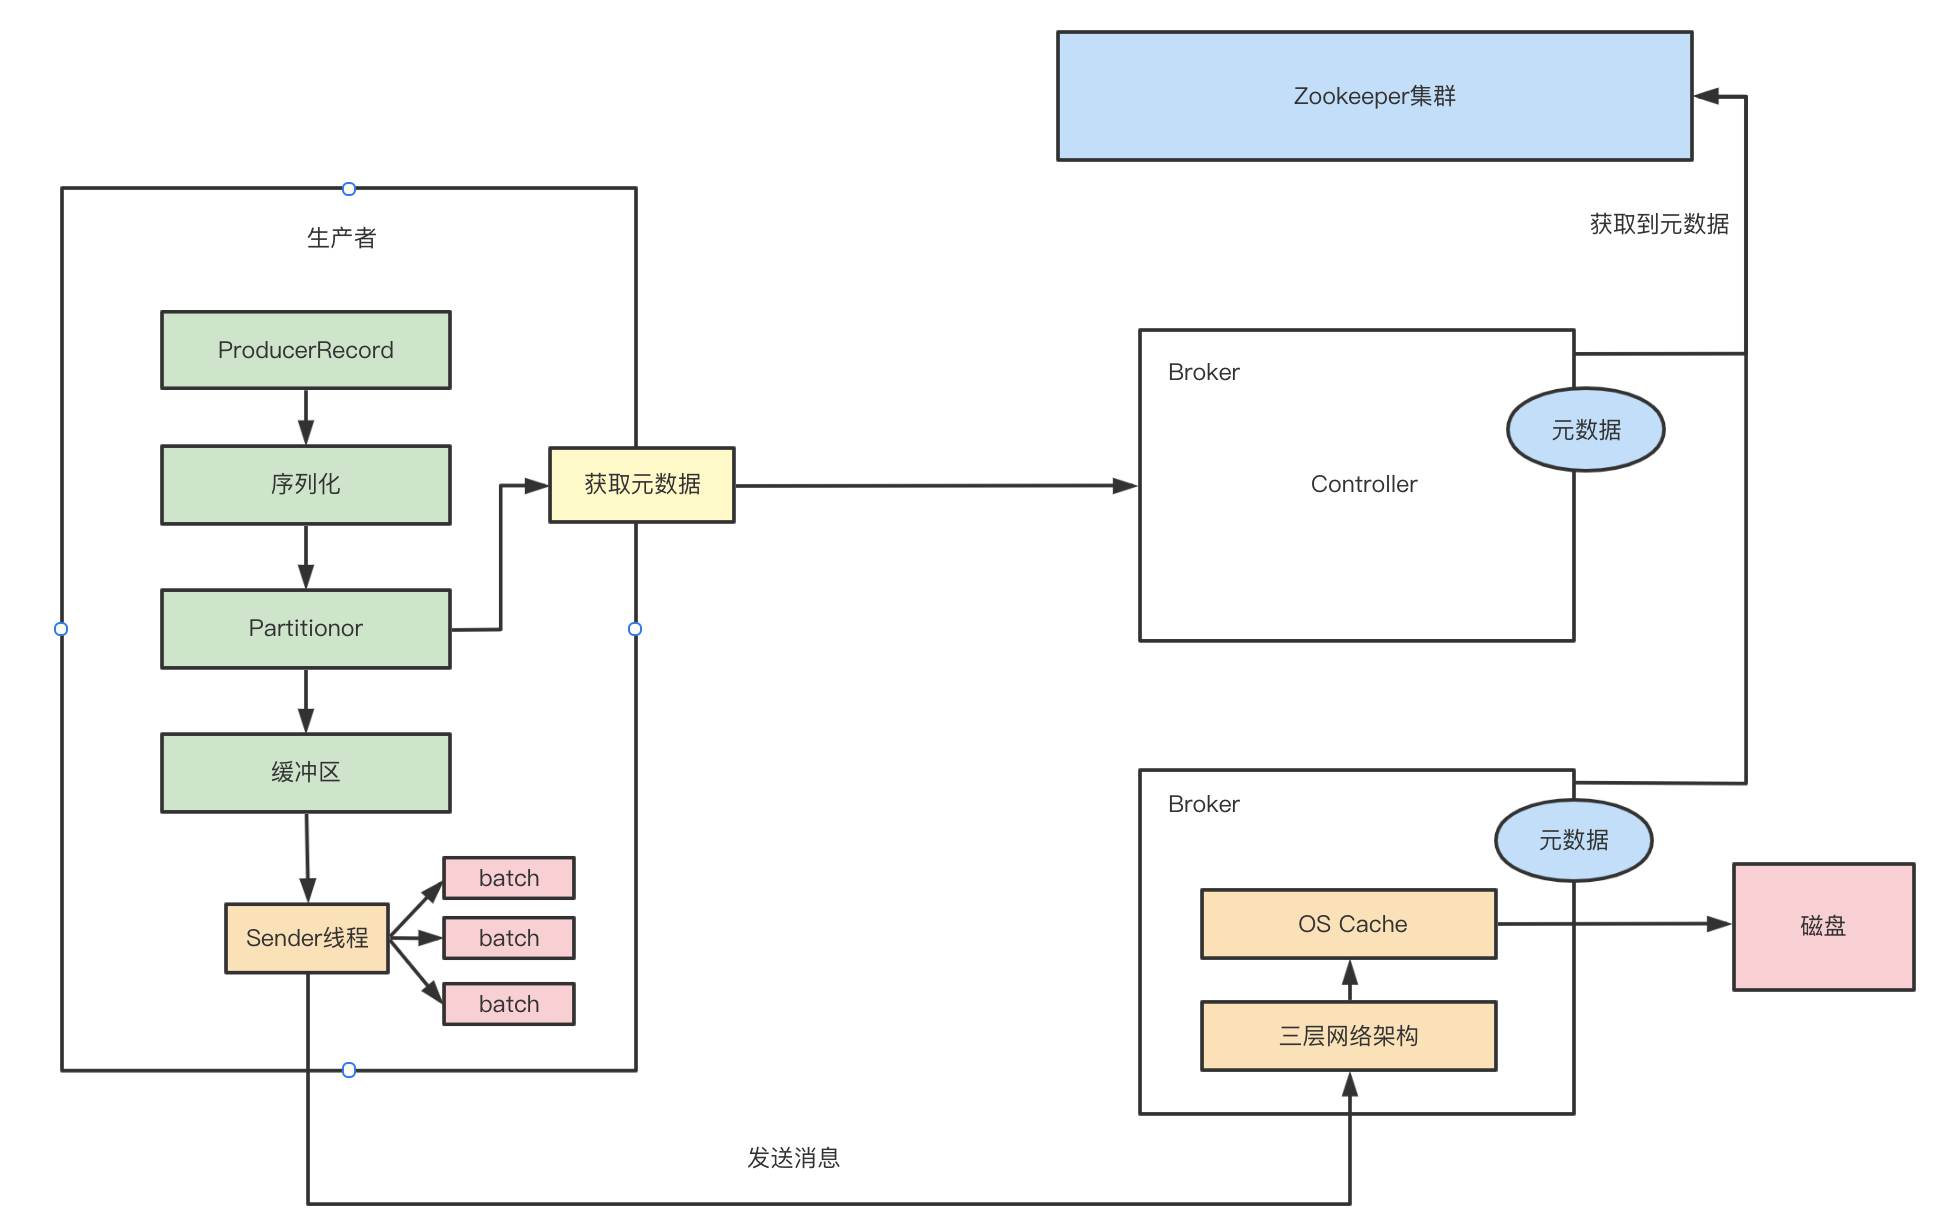 Zookeeper集群
获取到元数据
生产者
ProducerRecord
序列化
Partitionor
缓冲区
Sender线程
batch
batch
batch
获取元数据
Broker
元数据
Controller
Broker
元数据
OS Cache
三层网络架构
磁盘
发送消息